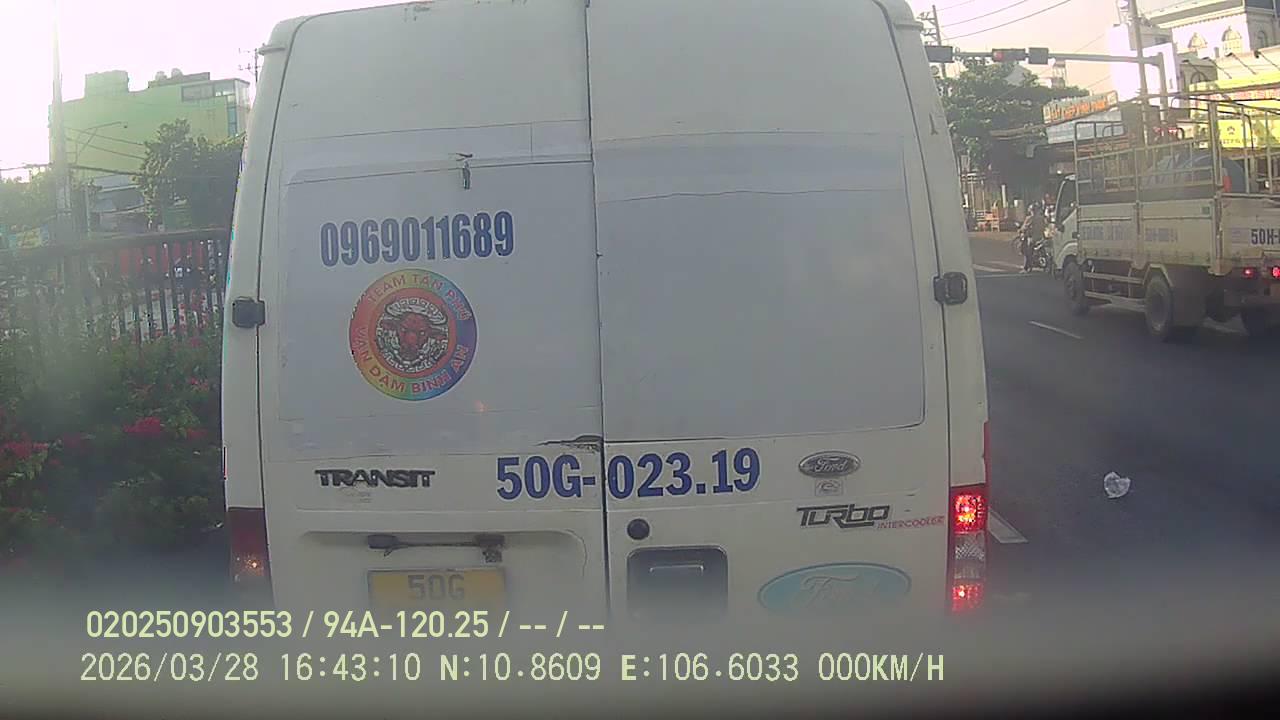 0969011689
TEAM TÂN PHÚ
VẠN DẶM BÌNH AN
TRANSIT
50G-023.19
Ford
TURBO
INTERCOOLER
50G
Ford
50H
020250903553 / 94A-120.25 / -- / --
2026/03/28 16:43:10 N:10.8609 E:106.6033 000KM/H